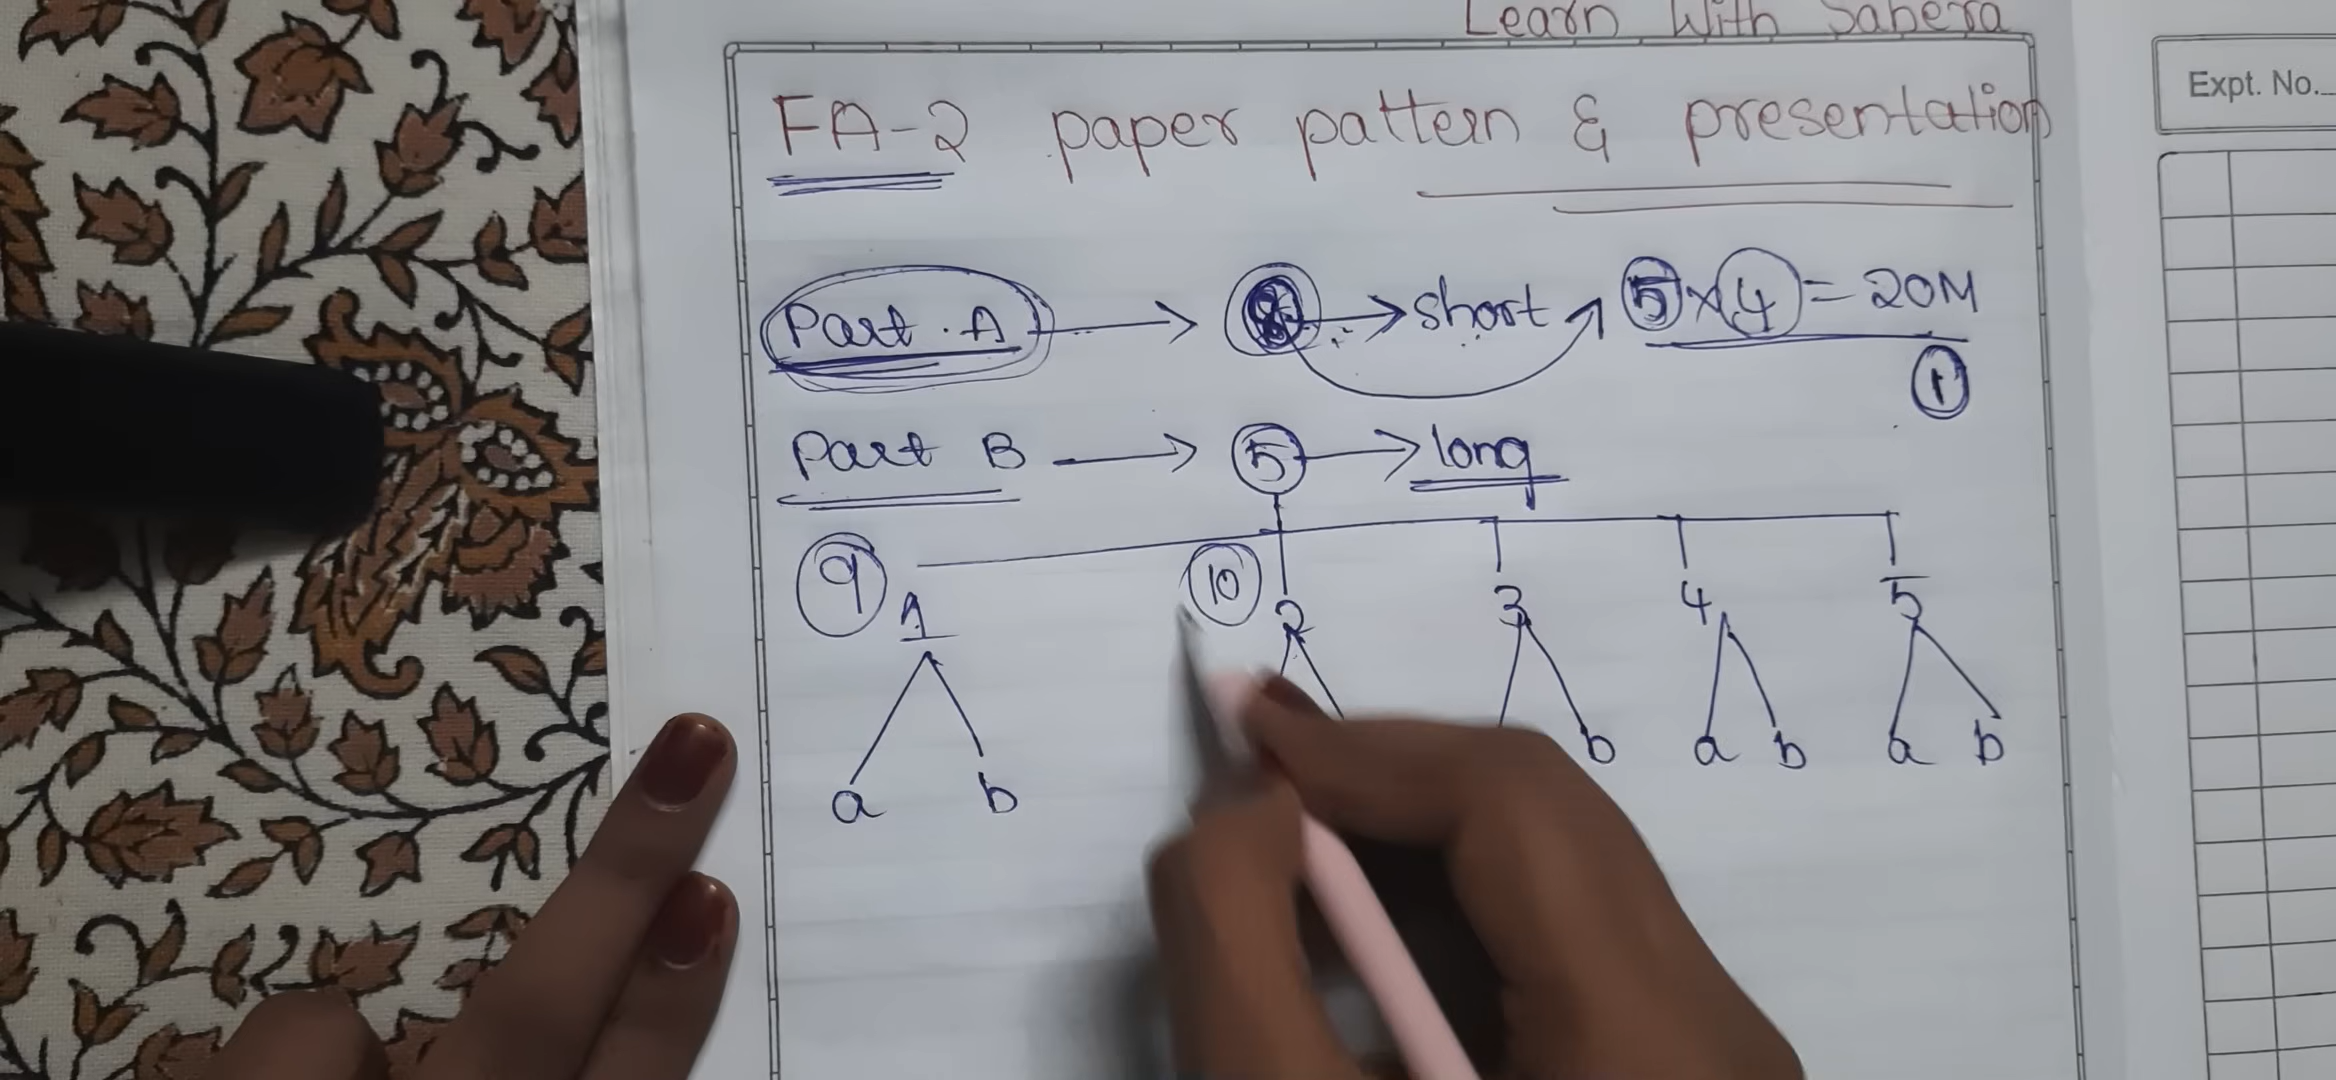 Learn With Sabera
FA-2 paper pattern & presentation
Expt. No.
Part. A → 8 → short 5 x 4 = 20M
1
Part B → 5 → long
9 1 10 2 3 4 5
b a b a b
a b